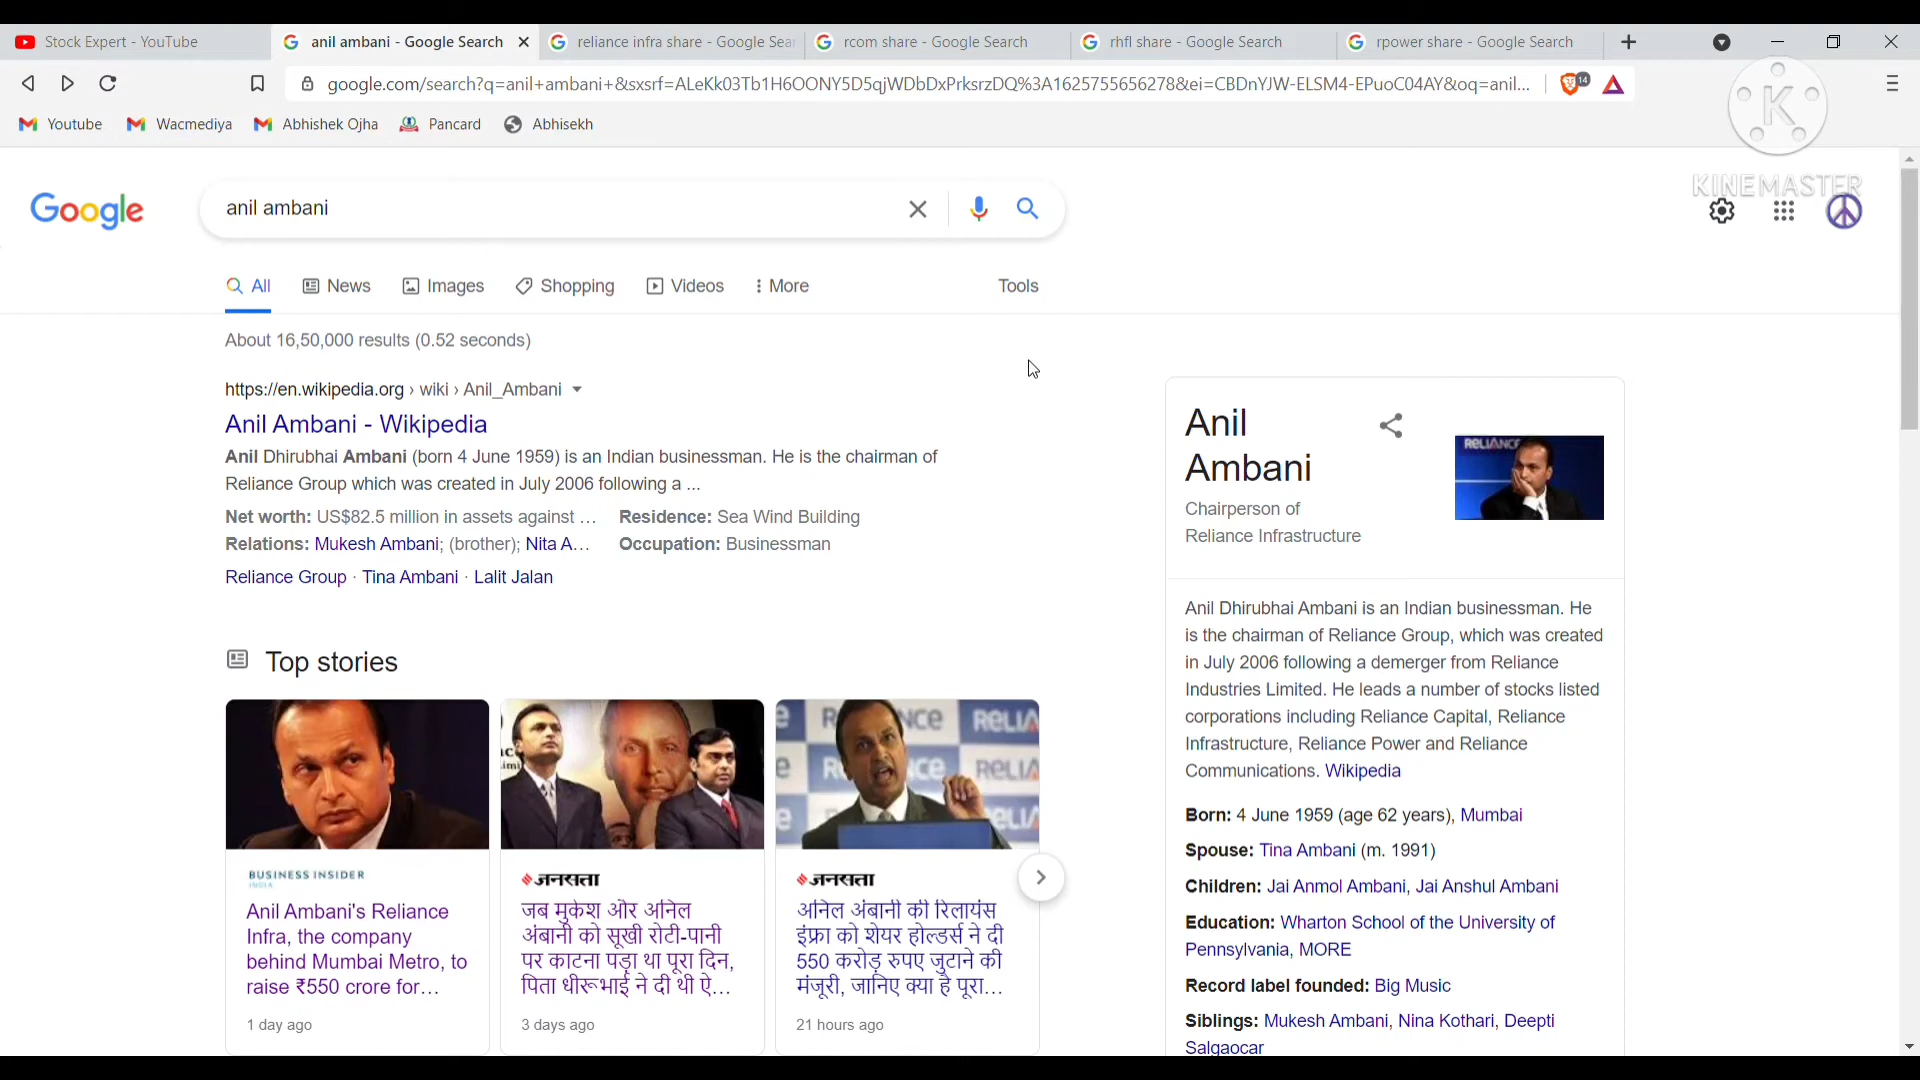 Stock Expert - YouTube
anil ambani - Google Search
reliance infra share - Google Sear
rcom share - Google Search
rhfl share - Google Search
rpower share - Google Search
google.com/search?q=anil+ambani+&sxsrf=ALeKk03Tb1H6OONY5D5qjWDbDxPrksrzDQ%3A1625755656278&ei=CBDnYJW-ELSM4-EPuoC04AY&oq=anil...
14
Youtube
Wacmediya
Abhishek Ojha
Pancard
Abhisekh
K
KINEMASTER
Google
anil ambani
All
News
Images
Shopping
Videos
More
Tools
About 16,50,000 results (0.52 seconds)
https://en.wikipedia.org › wiki › Anil_Ambani
Anil Ambani - Wikipedia
Anil Dhirubhai Ambani (born 4 June 1959) is an Indian businessman. He is the chairman of
Reliance Group which was created in July 2006 following a ...
Net worth: US$82.5 million in assets against ...
Residence: Sea Wind Building
Relations: Mukesh Ambani; (brother); Nita A...
Occupation: Businessman
Reliance Group · Tina Ambani · Lalit Jalan
Top stories
BUSINESS INSIDER
INDIA
Anil Ambani's Reliance
Infra, the company
behind Mumbai Metro, to
raise ₹550 crore for...
1 day ago
जनसत्ता
जब मुकेश और अनिल
अंबानी को सूखी रोटी-पानी
पर काटना पड़ा था पूरा दिन,
पिता धीरूभाई ने दी थी ऐ...
3 days ago
RELIA
जनसत्ता
अनिल अंबानी की रिलायंस
इंफ्रा को शेयर होल्डर्स ने दी
550 करोड़ रुपए जुटाने की
मंजूरी, जानिए क्या है पूरा...
21 hours ago
Anil
Ambani
Chairperson of
Reliance Infrastructure
RELIANCE
Anil Dhirubhai Ambani is an Indian businessman. He
is the chairman of Reliance Group, which was created
in July 2006 following a demerger from Reliance
Industries Limited. He leads a number of stocks listed
corporations including Reliance Capital, Reliance
Infrastructure, Reliance Power and Reliance
Communications. Wikipedia
Born: 4 June 1959 (age 62 years), Mumbai
Spouse: Tina Ambani (m. 1991)
Children: Jai Anmol Ambani, Jai Anshul Ambani
Education: Wharton School of the University of
Pennsylvania, MORE
Record label founded: Big Music
Siblings: Mukesh Ambani, Nina Kothari, Deepti
Salgaocar